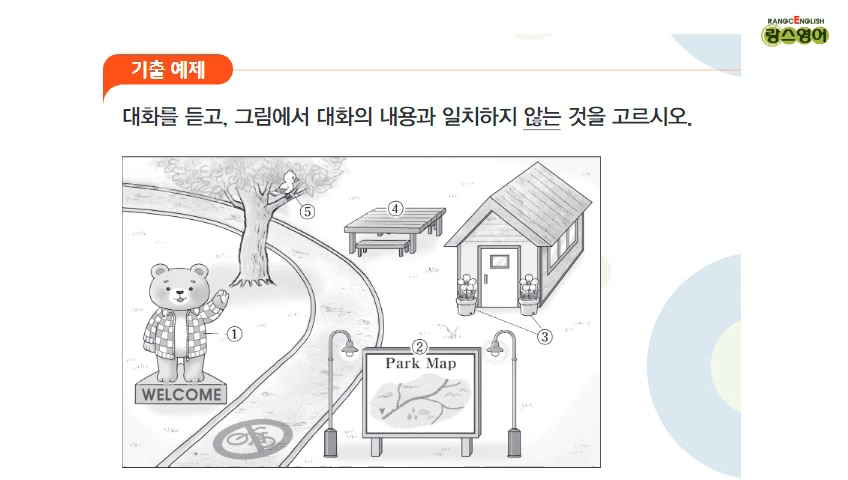 RANGCENGLISH
랑스영어
기출 예제
대화를 듣고, 그림에서 대화의 내용과 일치하지 않는 것을 고르시오.
④
⑤
①
②
③
Park Map
WELCOME